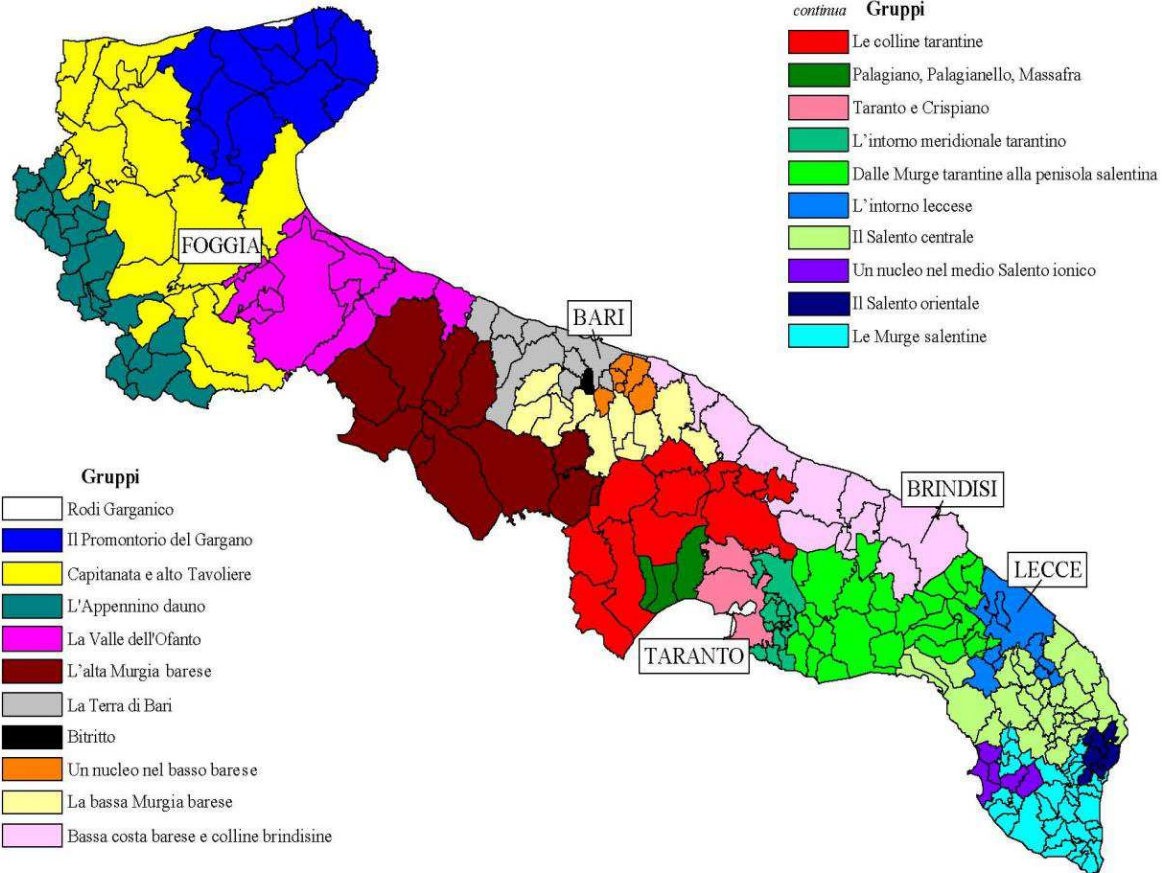 continua Gruppi
Le colline tarantine
Palagiano, Palagianello, Massafra
Taranto e Crispiano
L'intorno meridionale tarantino
Dalle Murge tarantine alla penisola salentina
L'intorno leccese
Il Salento centrale
Un nucleo nel medio Salento ionico
Il Salento orientale
Le Murge salentine
FOGGIA
BARI
BRINDISI
LECCE
TARANTO
Gruppi
Rodi Garganico
Il Promontorio del Gargano
Capitanata e alto Tavoliere
L'Appennino dauno
La Valle dell'Ofanto
L'alta Murgia barese
La Terra di Bari
Bitritto
Un nucleo nel basso barese
La bassa Murgia barese
Bassa costa barese e colline brindisine